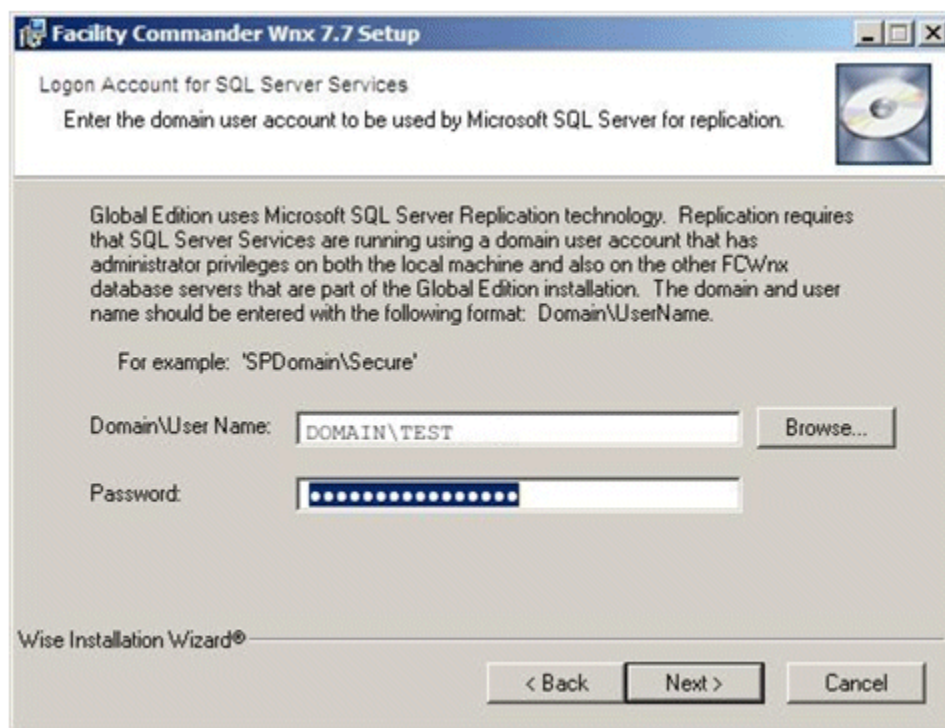 Facility Commander Wnx 7.7 Setup
Logon Account for SQL Server Services
Enter the domain user account to be used by Microsoft SQL Server for replication.
Global Edition uses Microsoft SQL Server Replication technology.  Replication requires
that SQL Server Services are running using a domain user account that has
administrator privileges on both the local machine and also on the other FCWnx
database servers that are part of the Global Edition installation.  The domain and user
name should be entered with the following format:  Domain\UserName.
For example:  'SPDomain\Secure'
Domain\User Name: DOMAIN\TEST Browse...
Password: ●●●●●●●●●●●●●●●●
Wise Installation Wizard®
< Back Next > Cancel